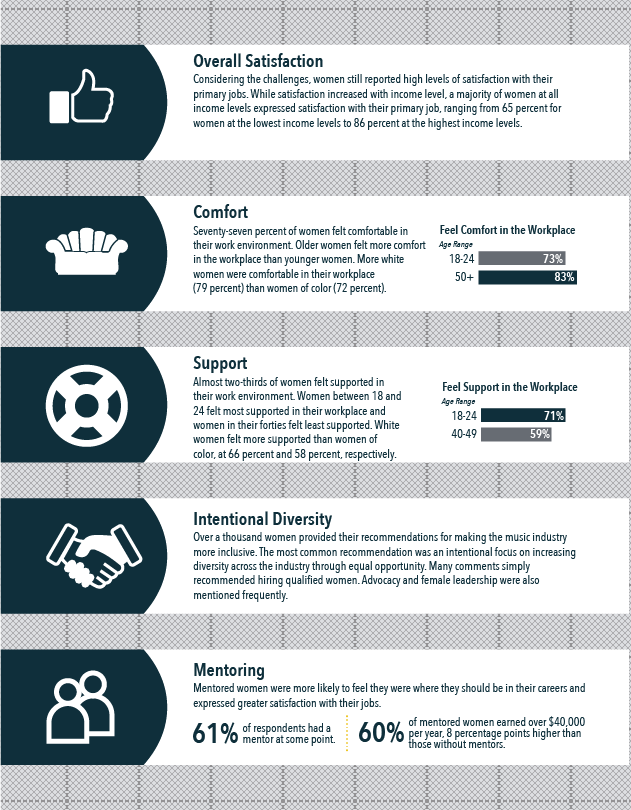 Overall Satisfaction
Considering the challenges, women still reported high levels of satisfaction with their
primary jobs. While satisfaction increased with income level, a majority of women at all
income levels expressed satisfaction with their primary job, ranging from 65 percent for
women at the lowest income levels to 86 percent at the highest income levels.
Comfort
Seventy-seven percent of women felt comfortable in
their work environment. Older women felt more comfort
in the workplace than younger women. More white
women were comfortable in their workplace
(79 percent) than women of color (72 percent).
Feel Comfort in the Workplace
Age Range
18-24 73%
50+ 83%
Support
Almost two-thirds of women felt supported in
their work environment. Women between 18 and
24 felt most supported in their workplace and
women in their forties felt least supported. White
women felt more supported than women of
color, at 66 percent and 58 percent, respectively.
Feel Support in the Workplace
Age Range
18-24 71%
40-49 59%
Intentional Diversity
Over a thousand women provided their recommendations for making the music industry
more inclusive. The most common recommendation was an intentional focus on increasing
diversity across the industry through equal opportunity. Many comments simply
recommended hiring qualified women. Advocacy and female leadership were also
mentioned frequently.
Mentoring
Mentored women were more likely to feel they were where they should be in their careers and
expressed greater satisfaction with their jobs.
61% of respondents had a
mentor at some point.
60% of mentored women earned over $40,000
per year, 8 percentage points higher than
those without mentors.